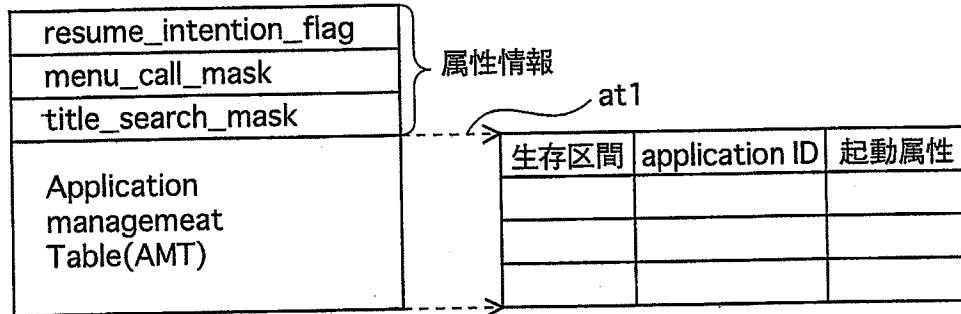 resume_intention_flag
menu_call_mask
title_search_mask
属性情報
at1
生存区間 application ID 起動属性
Application
managemeat
Table(AMT)